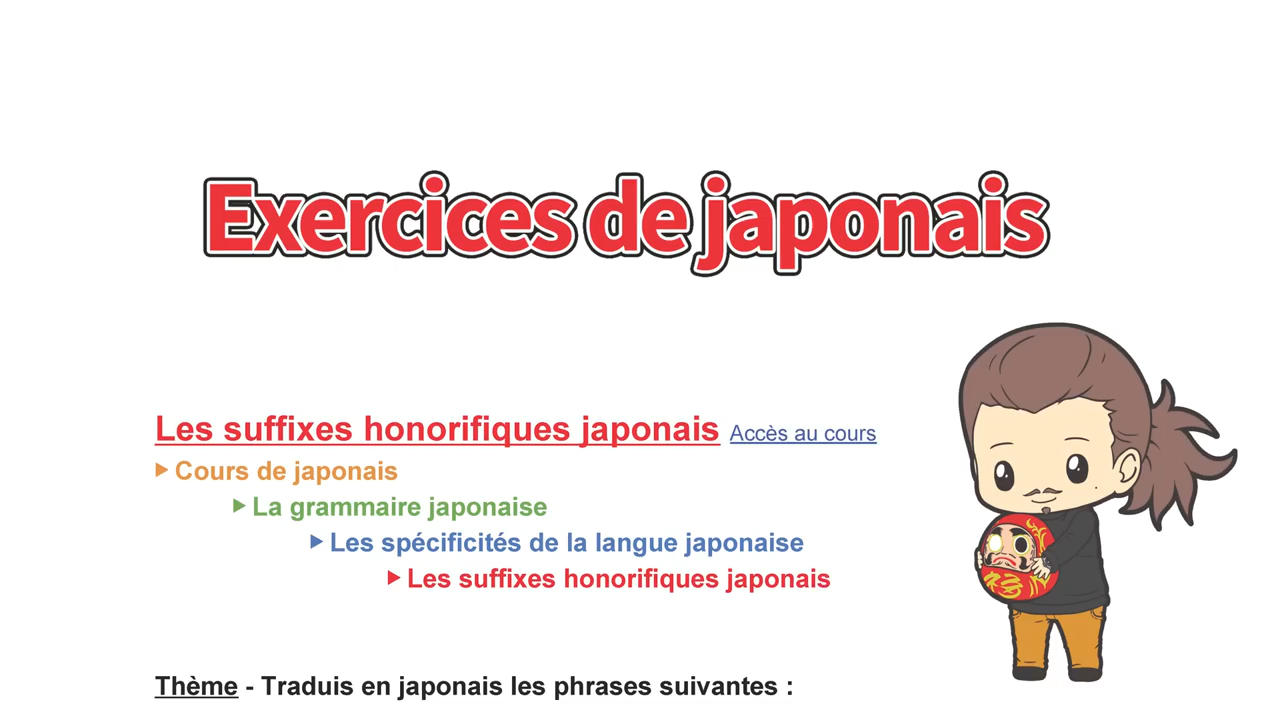 Exercices de japonais
Les suffixes honorifiques japonais Accès au cours
Cours de japonais
La grammaire japonaise
Les spécificités de la langue japonaise
Les suffixes honorifiques japonais
Thème - Traduis en japonais les phrases suivantes :